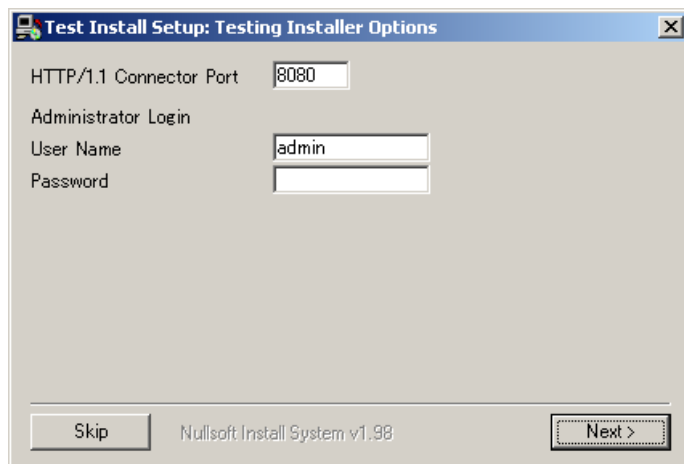 Test Install Setup: Testing Installer Options
HTTP/1.1 Connector Port 8080
Administrator Login
User Name admin
Password
Skip Nullsoft Install System v1.98 Next >